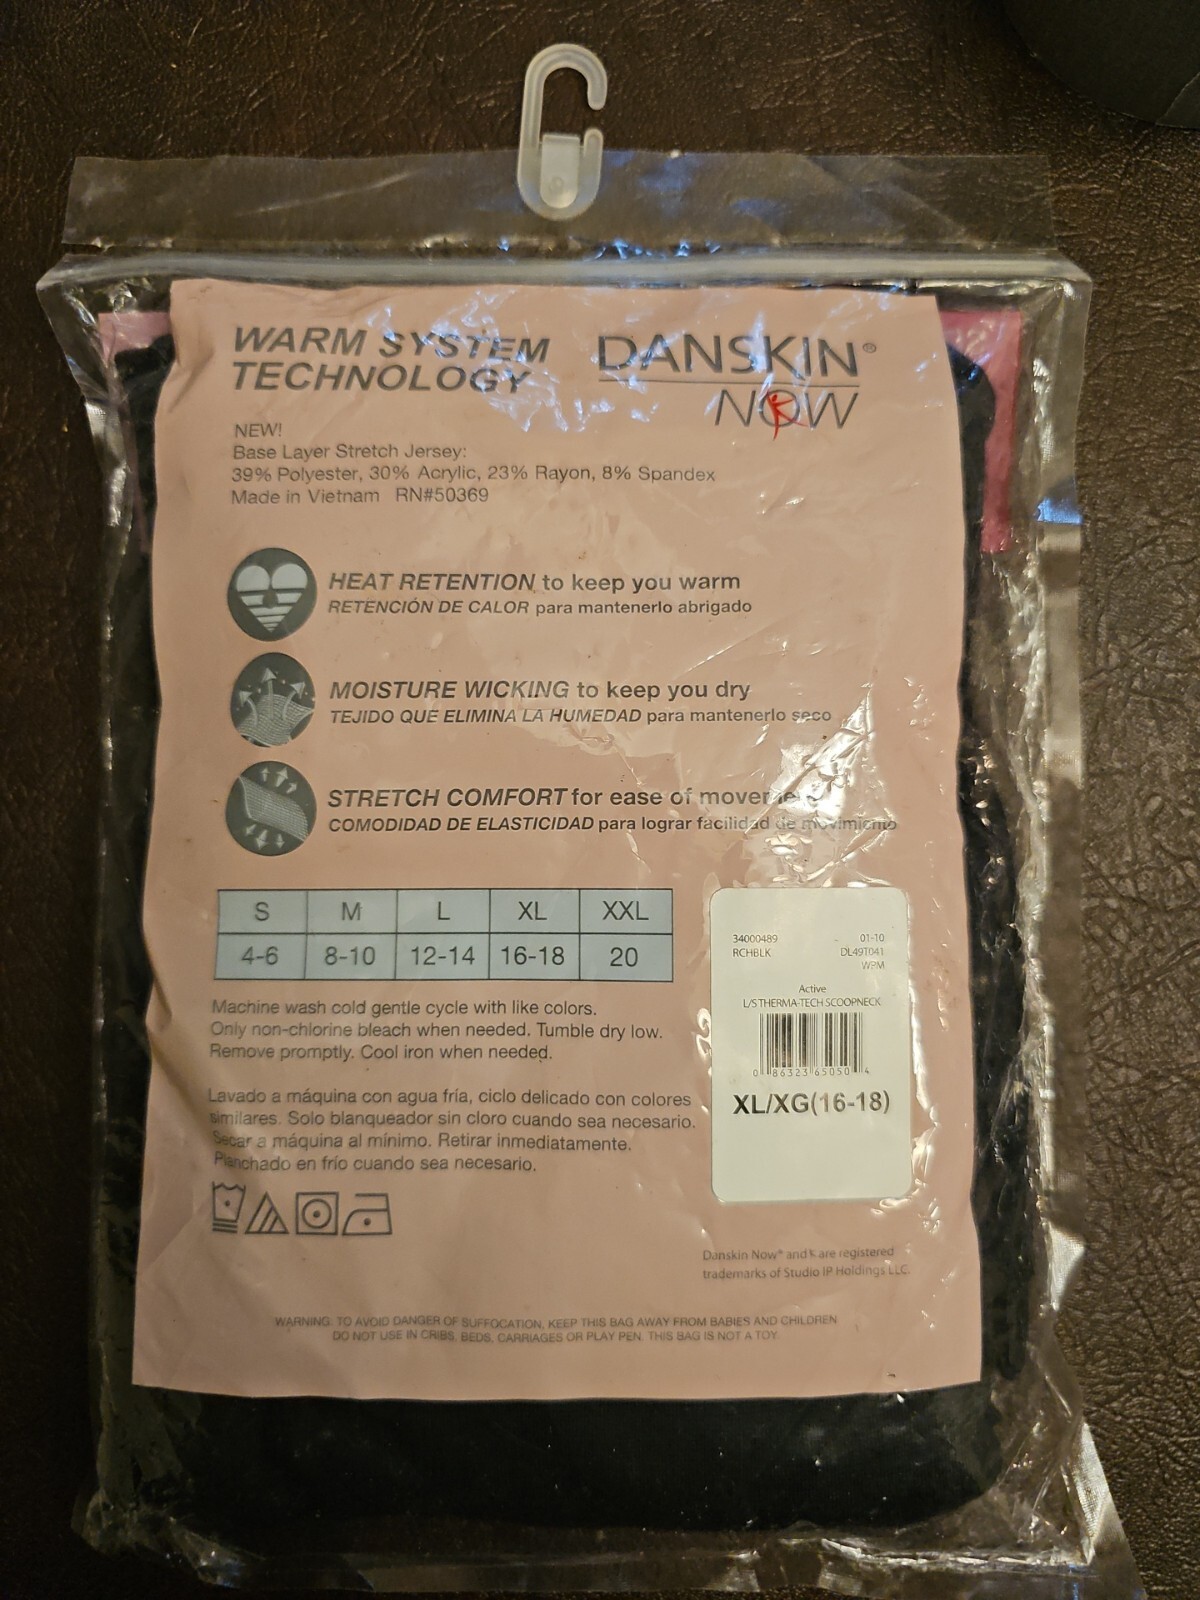 WARM SYSTEM
TECHNOLOGY
DANSKIN®
NOW
NEW!
Base Layer Stretch Jersey:
39% Polyester, 30% Acrylic, 23% Rayon, 8% Spandex
Made in Vietnam RN#50369
HEAT RETENTION to keep you warm
RETENCIÓN DE CALOR para mantenerlo abrigado
MOISTURE WICKING to keep you dry
TEJIDO QUE ELIMINA LA HUMEDAD para mantenerlo seco
STRETCH COMFORT for ease of movement
COMODIDAD DE ELASTICIDAD para lograr facilidad de movimiento
S M L XL XXL
4-6 8-10 12-14 16-18 20
Machine wash cold gentle cycle with like colors.
Only non-chlorine bleach when needed. Tumble dry low.
Remove promptly. Cool iron when needed.
Lavado a máquina con agua fría, ciclo delicado con colores
similares. Solo blanqueador sin cloro cuando sea necesario.
Secar a máquina al mínimo. Retirar inmediatamente.
Planchado en frío cuando sea necesario.
34000489 01-10
RCHBLK DL49T041
WPM
Active
L/S THERMA-TECH SCOOPNECK
0 86323 65050 4
XL/XG(16-18)
Danskin Now® and are registered
trademarks of Studio IP Holdings LLC.
WARNING: TO AVOID DANGER OF SUFFOCATION, KEEP THIS BAG AWAY FROM BABIES AND CHILDREN
DO NOT USE IN CRIBS, BEDS, CARRIAGES OR PLAY PEN. THIS BAG IS NOT A TOY